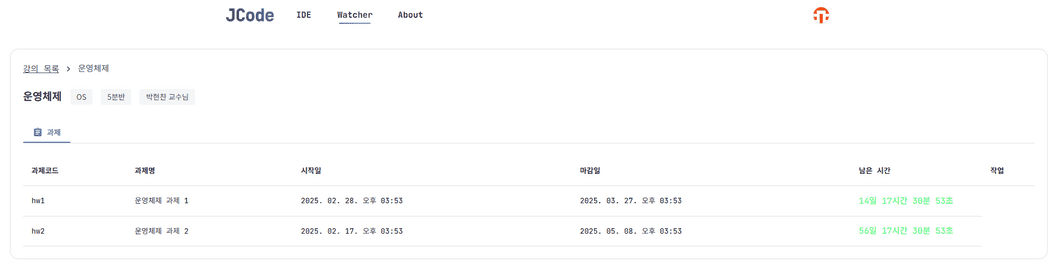 JCode IDE Watcher About
강의 목록 > 운영체제
운영체제 OS 5분반 박현찬 교수님
과제
과제코드 과제명 시작일 마감일 남은 시간 작업
hw1 운영체제 과제 1 2025. 02. 28. 오후 03:53 2025. 03. 27. 오후 03:53 14일 17시간 30분 53초
hw2 운영체제 과제 2 2025. 02. 17. 오후 03:53 2025. 05. 08. 오후 03:53 56일 17시간 30분 53초